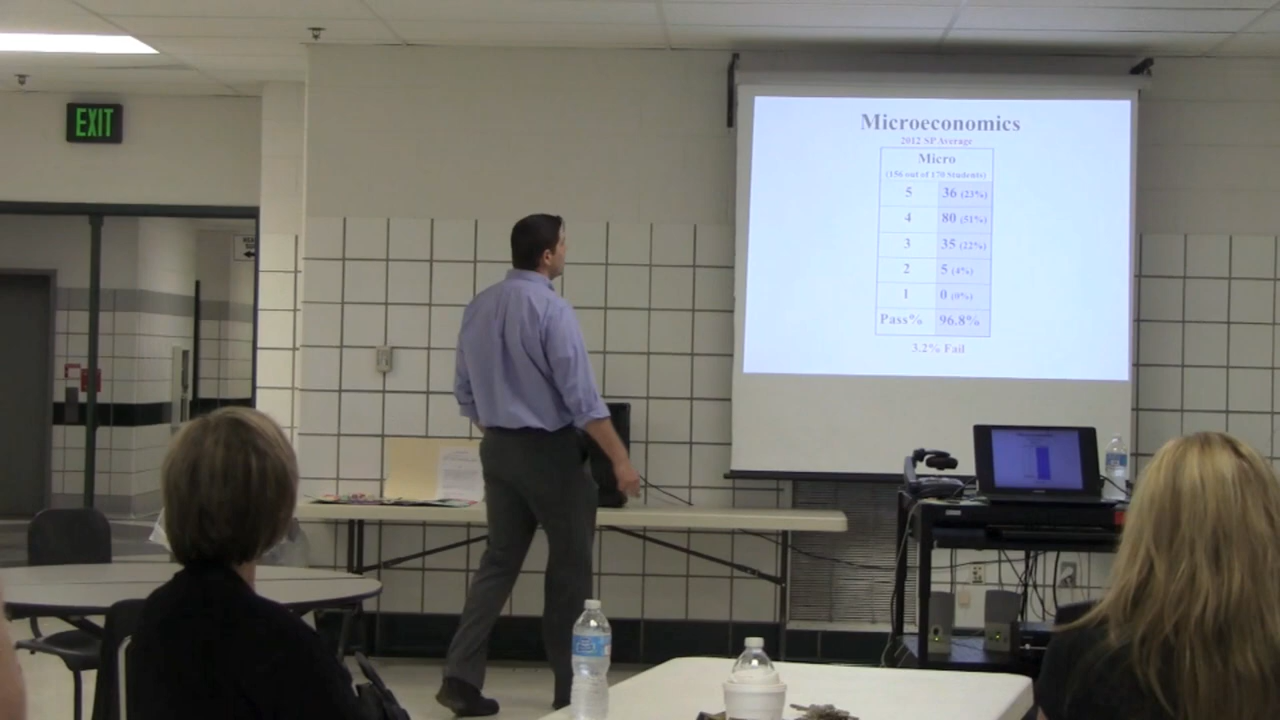 EXIT
Microeconomics
2012 SP Average
Micro
(156 out of 170 Students)
5 36 (23%)
4 80 (51%)
3 35 (22%)
2 5 (4%)
1 0 (0%)
Pass% 96.8%
3.2% Fail